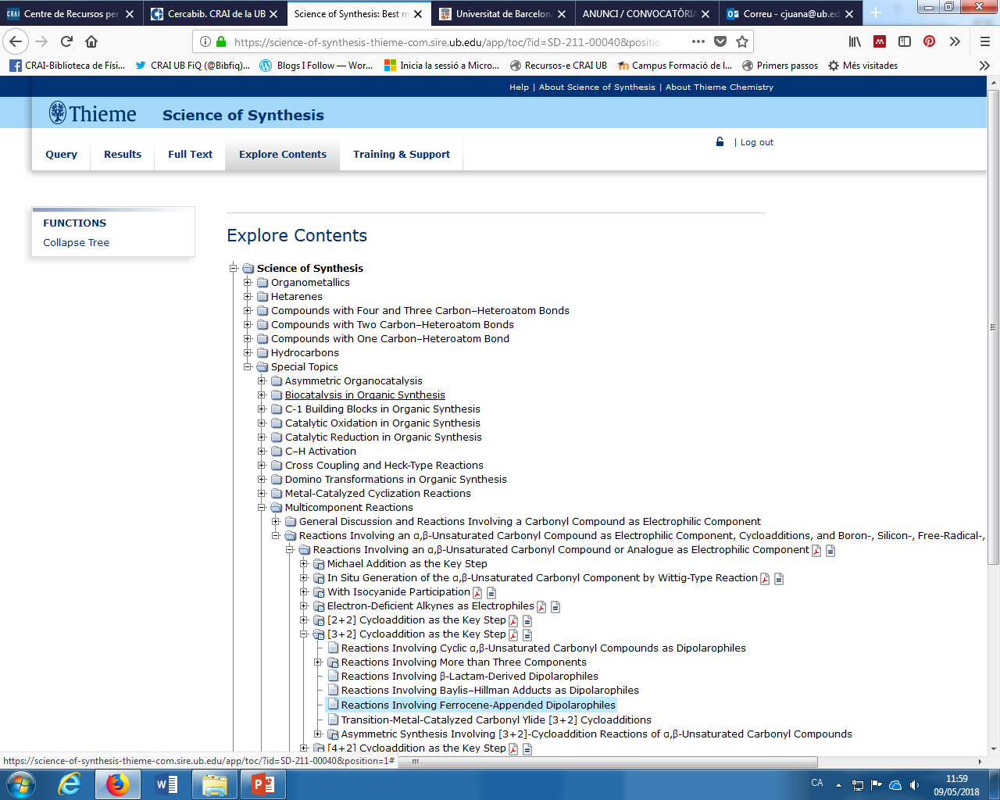 Centre de Recursos per
Cercabib. CRAI de la UB
Science of Synthesis: Best m
Universitat de Barcelona
ANUNCI / CONVOCATÒRIA
Correu - cjuana@ub.ed
https://science-of-synthesis-thieme-com.sire.ub.edu/app/toc/?id=SD-211-00040&position
CRAI-Biblioteca de Físi...
CRAI UB FiQ (@Bibfiq)...
Blogs I Follow — Wor...
Inicia la sessió a Micro...
Recursos-e CRAI UB
Campus Formació de l...
Primers passos
Més visitades
Help | About Science of Synthesis | About Thieme Chemistry
Thieme
Science of Synthesis
Query
Results
Full Text
Explore Contents
Training & Support
| Log out
FUNCTIONS
Collapse Tree
Explore Contents
Science of Synthesis
Organometallics
Hetarenes
Compounds with Four and Three Carbon–Heteroatom Bonds
Compounds with Two Carbon–Heteroatom Bonds
Compounds with One Carbon–Heteroatom Bond
Hydrocarbons
Special Topics
Asymmetric Organocatalysis
Biocatalysis in Organic Synthesis
C-1 Building Blocks in Organic Synthesis
Catalytic Oxidation in Organic Synthesis
Catalytic Reduction in Organic Synthesis
C–H Activation
Cross Coupling and Heck-Type Reactions
Domino Transformations in Organic Synthesis
Metal-Catalyzed Cyclization Reactions
Multicomponent Reactions
General Discussion and Reactions Involving a Carbonyl Compound as Electrophilic Component
Reactions Involving an α,β-Unsaturated Carbonyl Compound as Electrophilic Component, Cycloadditions, and Boron-, Silicon-, Free-Radical-,
Reactions Involving an α,β-Unsaturated Carbonyl Compound or Analogue as Electrophilic Component
Michael Addition as the Key Step
In Situ Generation of the α,β-Unsaturated Carbonyl Component by Wittig-Type Reaction
With Isocyanide Participation
Electron-Deficient Alkynes as Electrophiles
[2+2] Cycloaddition as the Key Step
[3+2] Cycloaddition as the Key Step
Reactions Involving Cyclic α,β-Unsaturated Carbonyl Compounds as Dipolarophiles
Reactions Involving More than Three Components
Reactions Involving β-Lactam-Derived Dipolarophiles
Reactions Involving Baylis–Hillman Adducts as Dipolarophiles
Reactions Involving Ferrocene-Appended Dipolarophiles
Transition-Metal-Catalyzed Carbonyl Ylide [3+2] Cycloadditions
Asymmetric Synthesis Involving [3+2]-Cycloaddition Reactions of α,β-Unsaturated Carbonyl Compounds
[4+2] Cycloaddition as the Key Step
https://science-of-synthesis-thieme-com.sire.ub.edu/app/toc/?id=SD-211-00040&position=1#
CA
11:59
09/05/2018